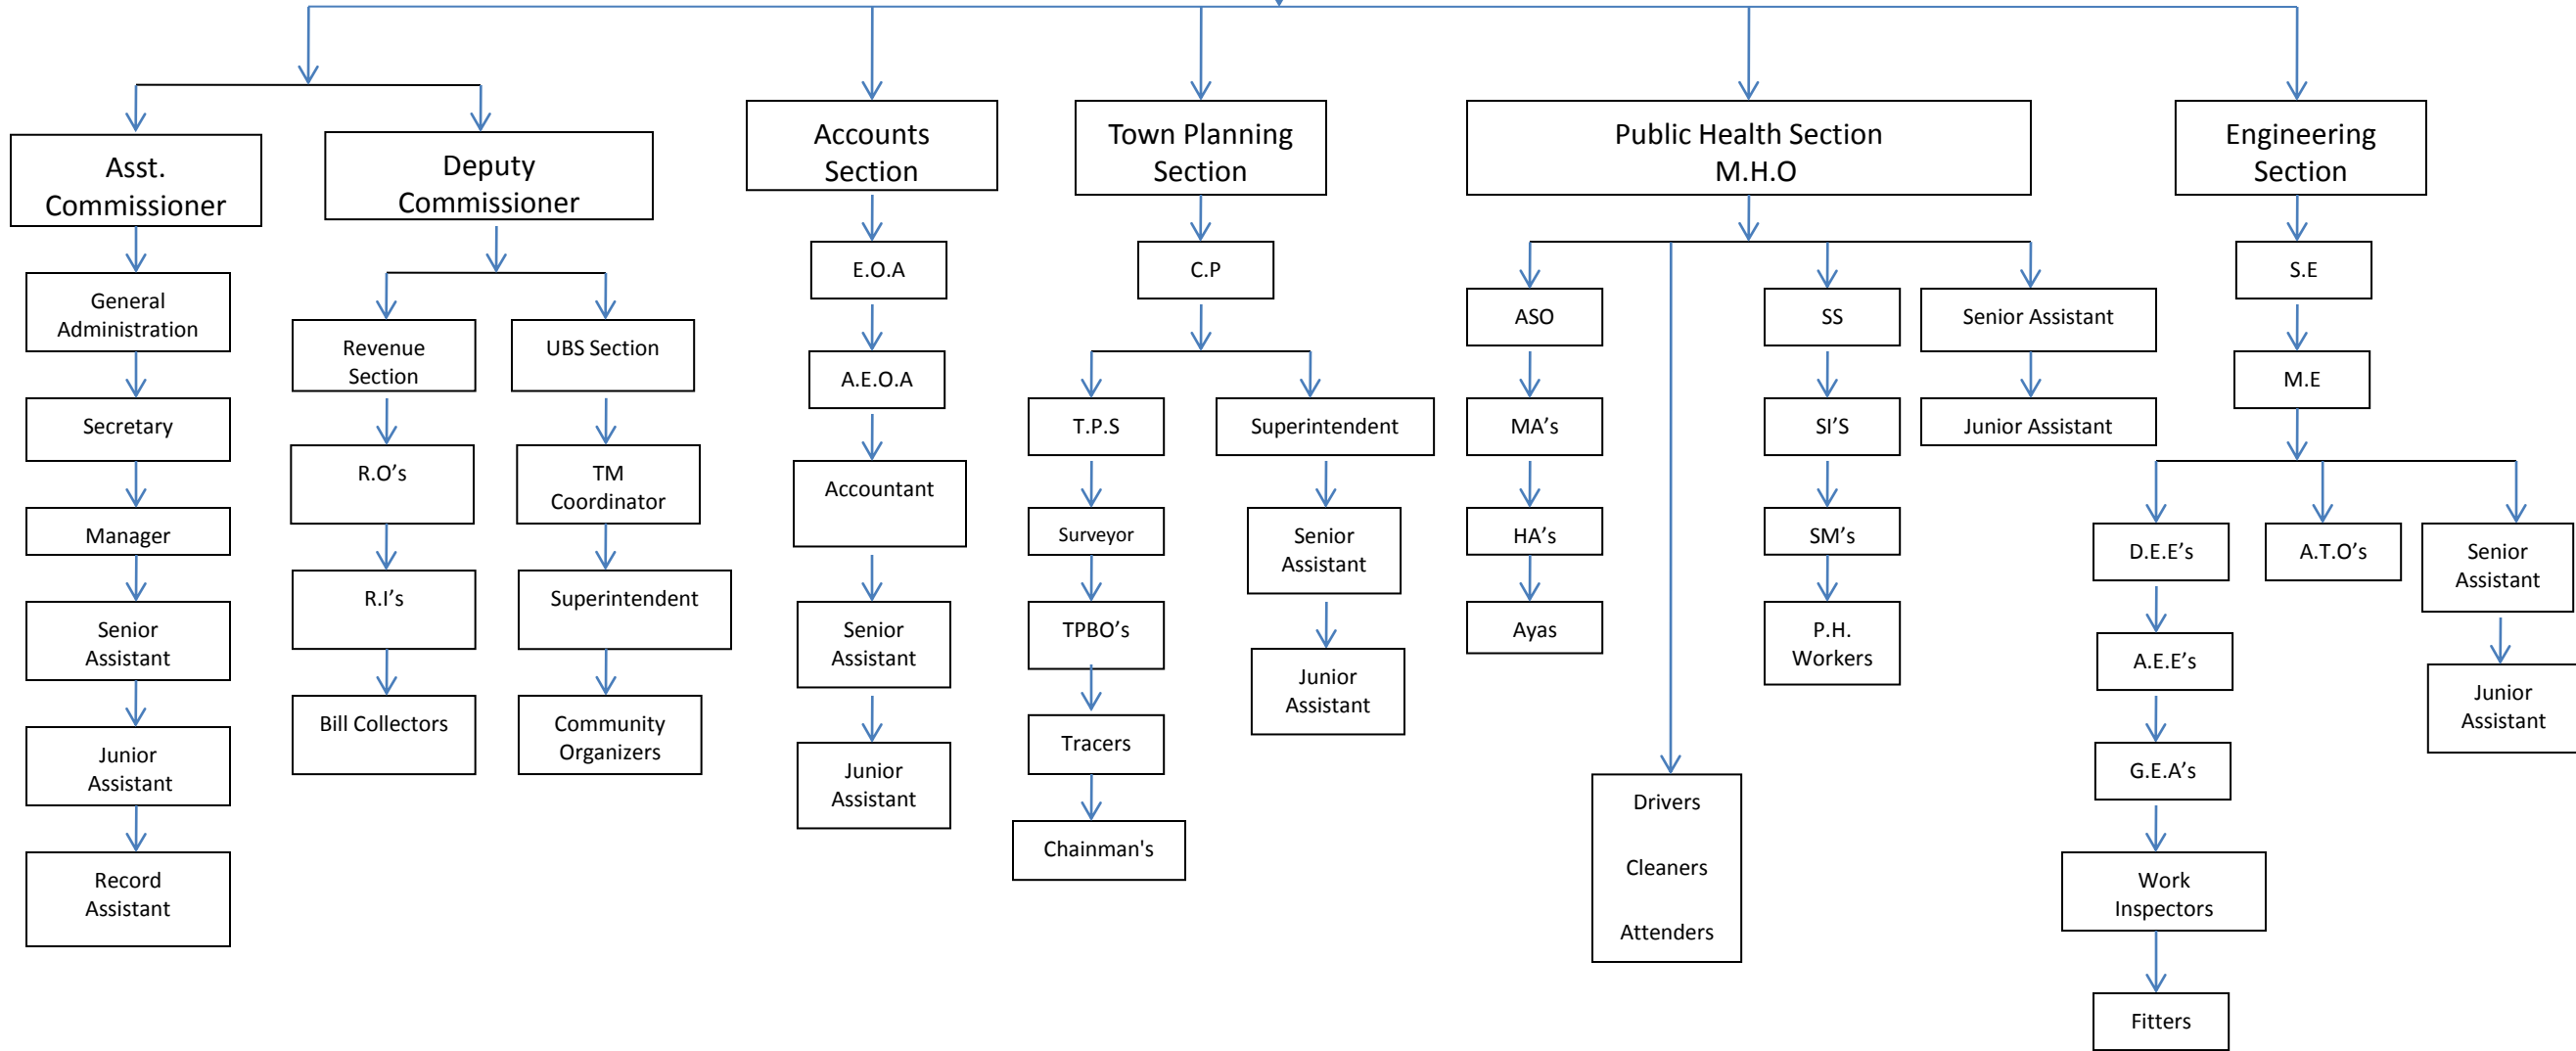 Asst.
Commissioner
General
Administration
Secretary
Manager
Senior
Assistant
Junior
Assistant
Record
Assistant
Deputy
Commissioner
Revenue
Section
R.O’s
R.I’s
Bill Collectors
UBS Section
TM
Coordinator
Superintendent
Community
Organizers
Accounts
Section
E.O.A
A.E.O.A
Accountant
Senior
Assistant
Junior
Assistant
Town Planning
Section
C.P
T.P.S
Surveyor
TPBO’s
Tracers
Chainman's
Superintendent
Senior
Assistant
Junior
Assistant
Public Health Section
M.H.O
ASO
MA’s
HA’s
Ayas
Drivers
Cleaners
Attenders
SS
SI’S
SM’s
P.H.
Workers
Senior Assistant
Junior Assistant
Engineering
Section
S.E
M.E
D.E.E’s
A.E.E’s
G.E.A’s
Work
Inspectors
Fitters
A.T.O’s
Senior
Assistant
Junior
Assistant